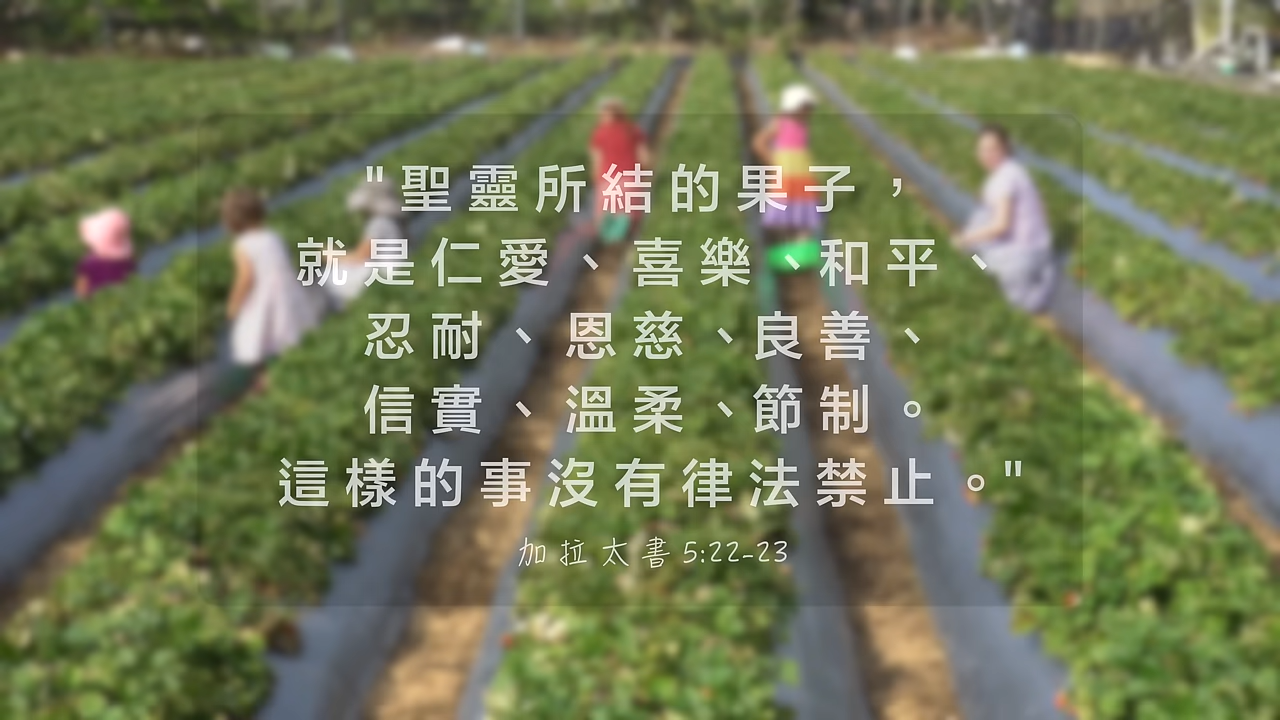 "聖靈所結的果子，
就是仁愛、喜樂、和平、
忍耐、恩慈、良善、
信實、溫柔、節制。
這樣的事沒有律法禁止。"
加拉太書 5:22-23